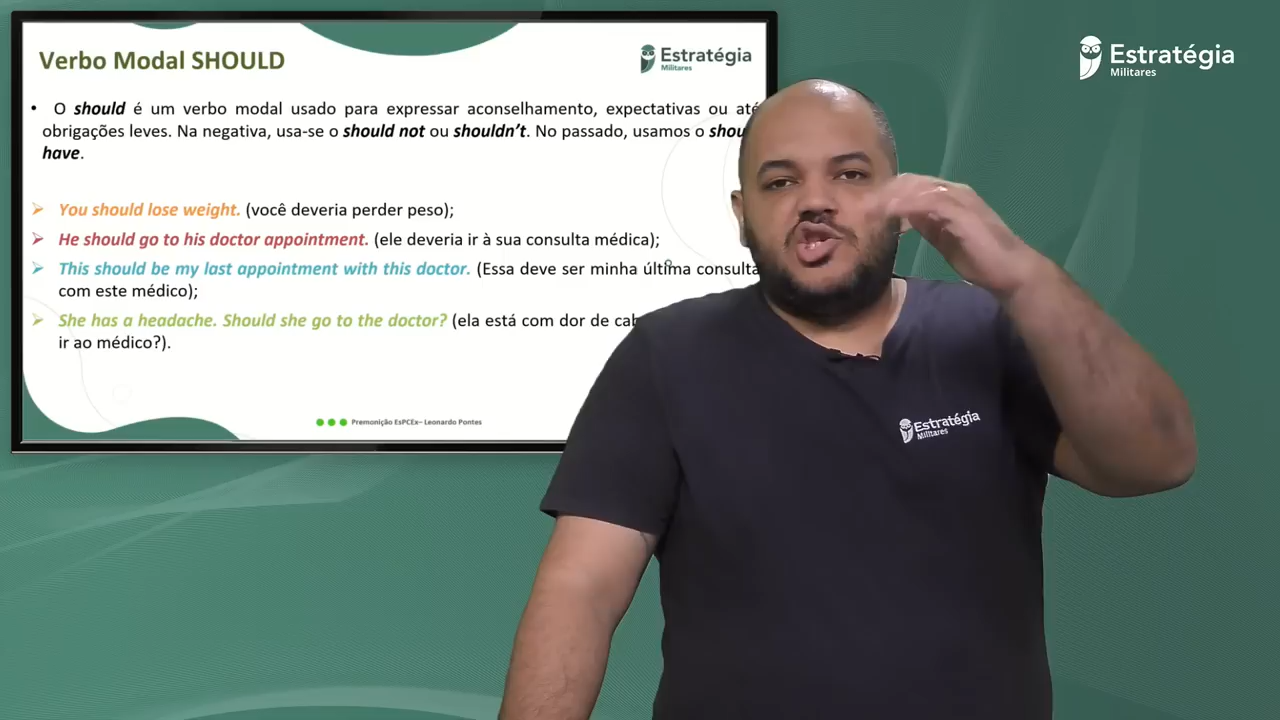 Verbo Modal SHOULD
Estratégia
Militares
• O should é um verbo modal usado para expressar aconselhamento, expectativas ou até
obrigações leves. Na negativa, usa-se o should not ou shouldn't. No passado, usamos o
have.
➢ You should lose weight. (você deveria perder peso);
➢ He should go to his doctor appointment. (ele deveria ir à sua consulta médica);
➢ This should be my last appointment with this doctor. (Essa deve ser minha última consulta
com este médico);
➢ She has a headache. Should she go to the doctor? (ela está com dor de
ir ao médico?).
Premonição EsPCEx– Leonardo Pontes
Estratégia
Militares
Estratégia
Militares